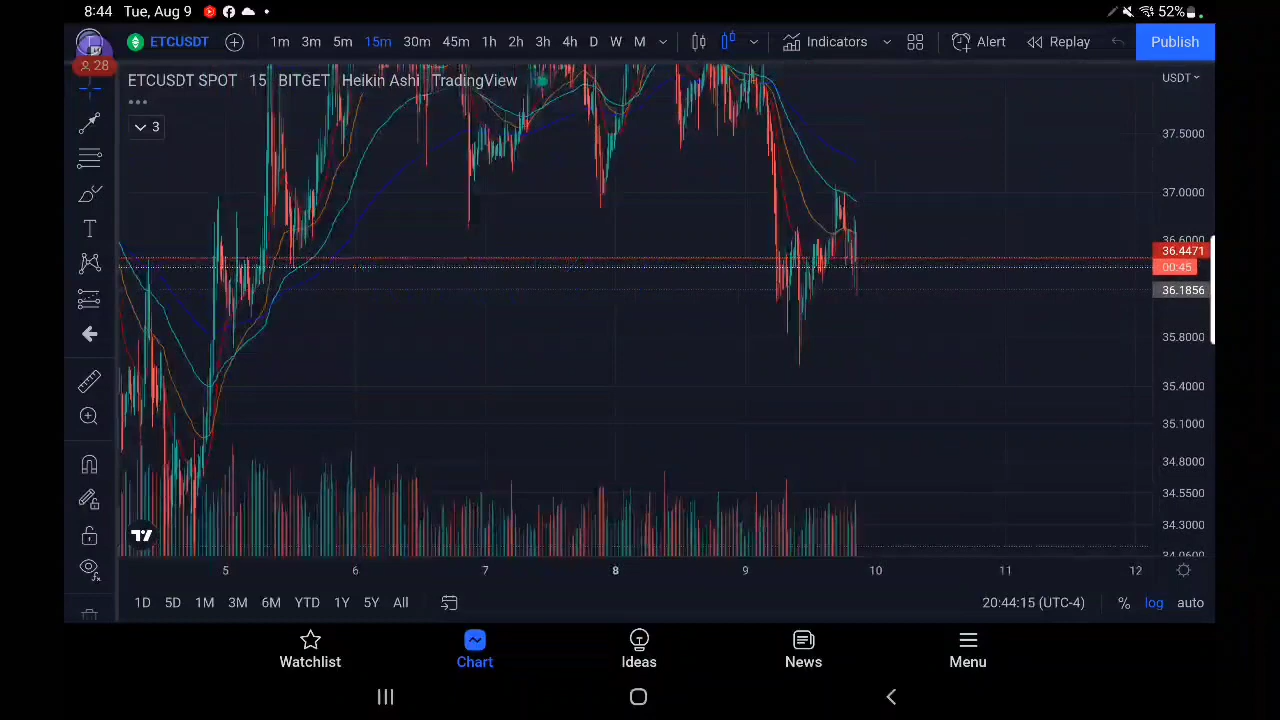 8:44 Tue, Aug 9 52%
ETCUSDT 1m 3m 5m 15m 30m 45m 1h 2h 3h 4h D W M Indicators Alert Replay Publish
28
ETCUSDT SPOT 15 BITGET Heikin Ashi TradingView
USDT
3
37.5000
37.0000
36.6000
36.4471
00:45
36.1856
35.8000
35.4000
35.1000
34.8000
34.5500
34.3000
34.0600
5 6 7 8 9 10 11 12
1D 5D 1M 3M 6M YTD 1Y 5Y All 20:44:15 (UTC-4) % log auto
Watchlist Chart Ideas News Menu